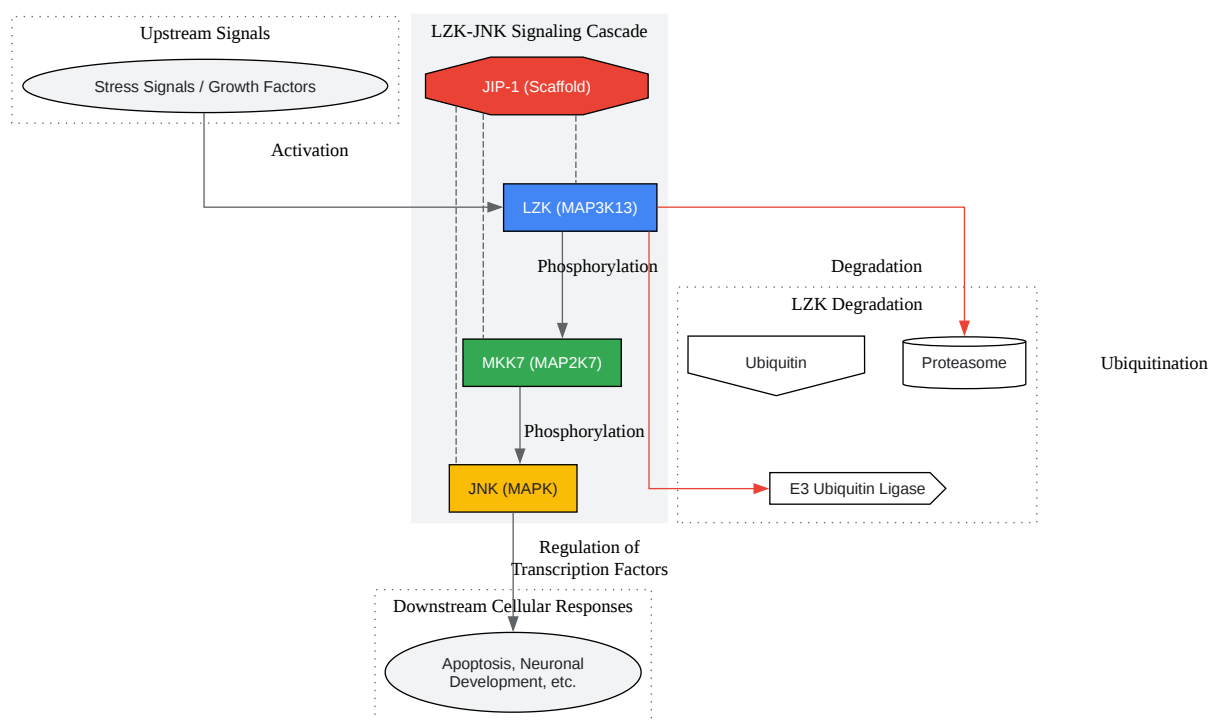 Upstream Signals
Stress Signals / Growth Factors
LZK-JNK Signaling Cascade
JIP-1 (Scaffold)
Activation
LZK (MAP3K13)
Phosphorylation
Degradation
LZK Degradation
MKK7 (MAP2K7)
Ubiquitin
Proteasome
Ubiquitination
Phosphorylation
JNK (MAPK)
E3 Ubiquitin Ligase
Regulation of
Transcription Factors
Downstream Cellular Responses
Apoptosis, Neuronal
Development, etc.